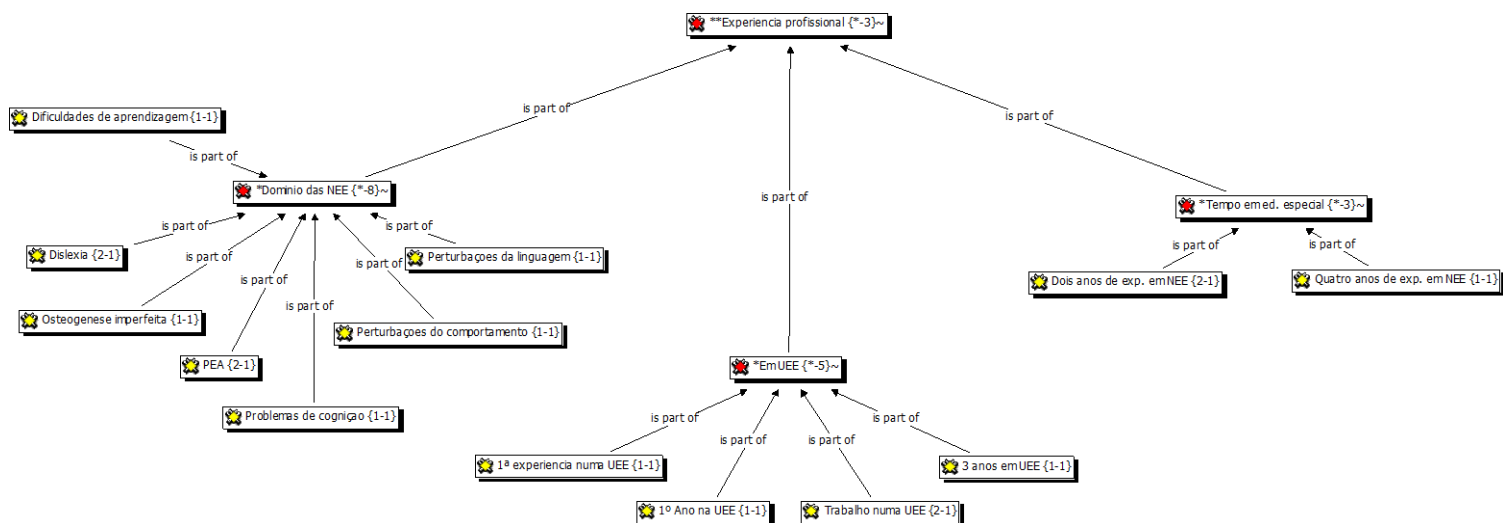 **Experiencia profissional {*-3}~
is part of
is part of
is part of
Dificuldades de aprendizagem {1-1}
is part of
*Dominio das NEE {*-8}~
*Tempo em ed. especial {*-3}~
is part of
is part of
is part of
is part of
is part of
is part of
is part of
is part of
Dislexia {2-1}
Perturbaçoes da linguagem {1-1}
Dois anos de exp. em NEE {2-1}
Quatro anos de exp. em NEE {1-1}
Osteogenese imperfeita {1-1}
Perturbaçoes do comportamento {1-1}
PEA {2-1}
*Em UEE {*-5}~
Problemas de cogniçao {1-1}
is part of
is part of
is part of
is part of
1ª experiencia numa UEE {1-1}
3 anos em UEE {1-1}
1º Ano na UEE {1-1}
Trabalho numa UEE {2-1}